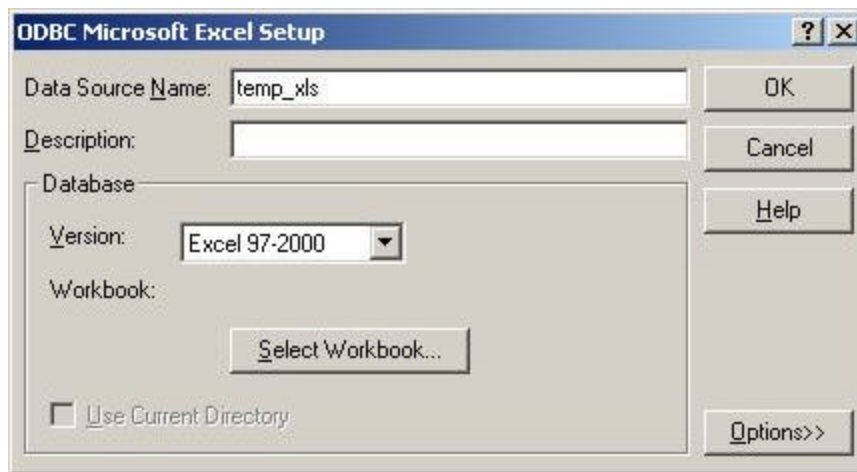 ODBC Microsoft Excel Setup
Data Source Name: temp_xls
OK
Description:
Cancel
Database
Help
Version: Excel 97-2000
Workbook:
Select Workbook...
Use Current Directory
Options>>